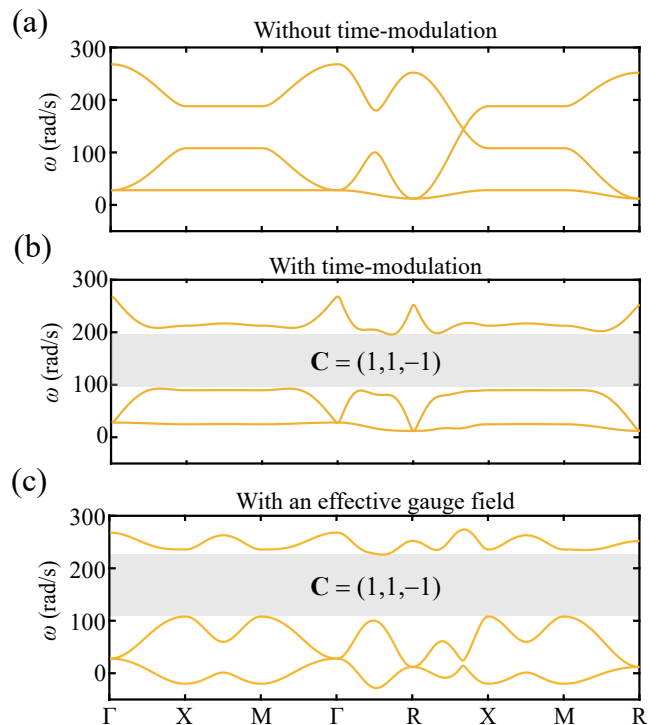 (a)
Without time-modulation
300
200
100
0
ω (rad/s)
(b)
With time-modulation
300
200
100
0
ω (rad/s)
C = (1,1,−1)
(c)
With an effective gauge field
300
200
100
0
ω (rad/s)
C = (1,1,−1)
Γ X M Γ R X M R